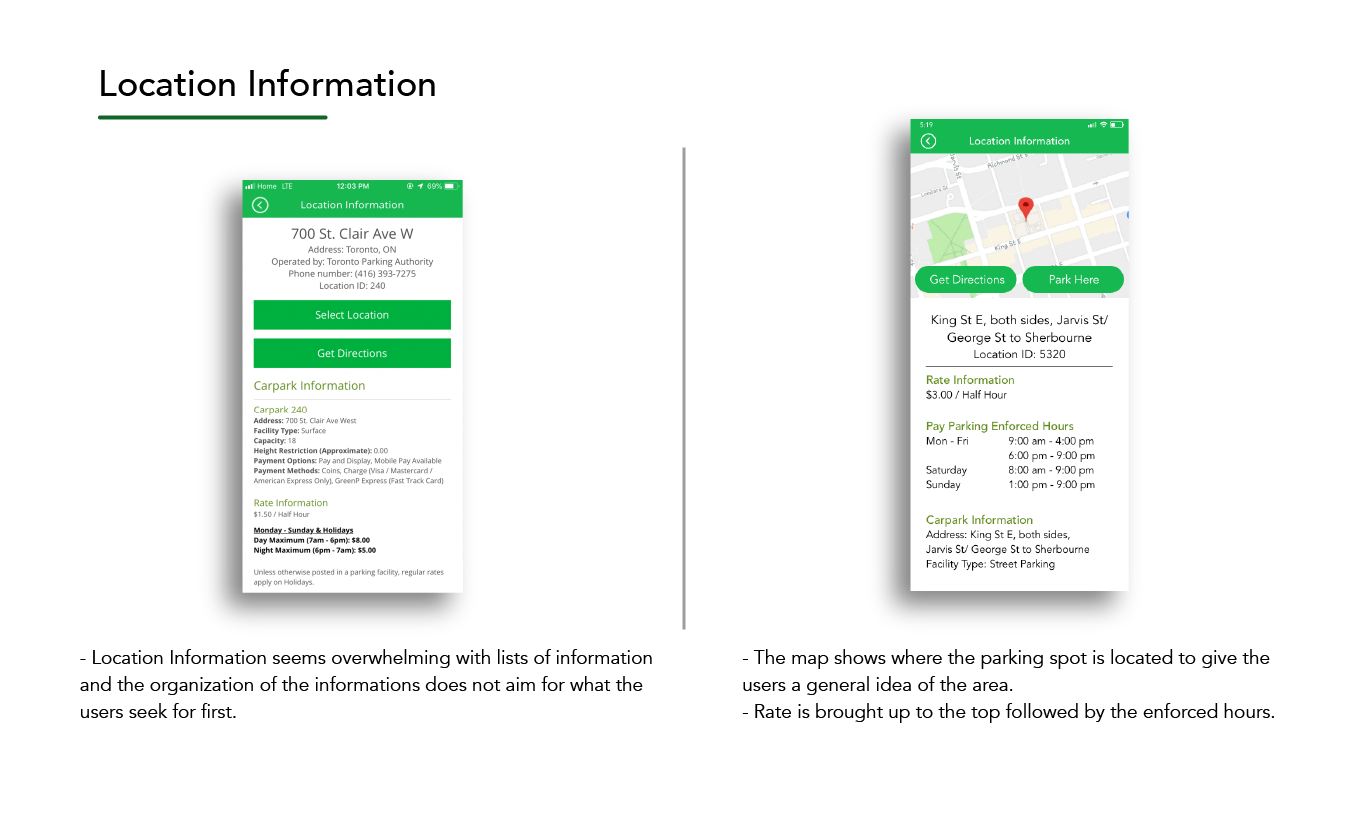 Location Information
Home LTE 12:03 PM 69%
Location Information
700 St. Clair Ave W
Address: Toronto, ON
Operated by: Toronto Parking Authority
Phone number: (416) 393-7275
Location ID: 240
Select Location
Get Directions
Carpark Information
Carpark 240
Address: 700 St. Clair Ave West
Facility Type: Surface
Capacity: 18
Height Restriction (Approximate): 0.00
Payment Options: Pay and Display, Mobile Pay Available
Payment Methods: Coins, Charge (Visa / Mastercard /
American Express Only), GreenP Express (Fast Track Card)
Rate Information
$1.50 / Half Hour
Monday - Sunday & Holidays
Day Maximum (7am - 6pm): $8.00
Night Maximum (6pm - 7am): $5.00
Unless otherwise posted in a parking facility, regular rates
apply on Holidays.
- Location Information seems overwhelming with lists of information
and the organization of the informations does not aim for what the
users seek for first.
5:19
Location Information
Jarvis St
Richmond St E
Lombard St
King St E
Get Directions
Park Here
King St E, both sides, Jarvis St/
George St to Sherbourne
Location ID: 5320
Rate Information
$3.00 / Half Hour
Pay Parking Enforced Hours
Mon - Fri 9:00 am - 4:00 pm
6:00 pm - 9:00 pm
Saturday 8:00 am - 9:00 pm
Sunday 1:00 pm - 9:00 pm
Carpark Information
Address: King St E, both sides,
Jarvis St/ George St to Sherbourne
Facility Type: Street Parking
- The map shows where the parking spot is located to give the
users a general idea of the area.
- Rate is brought up to the top followed by the enforced hours.